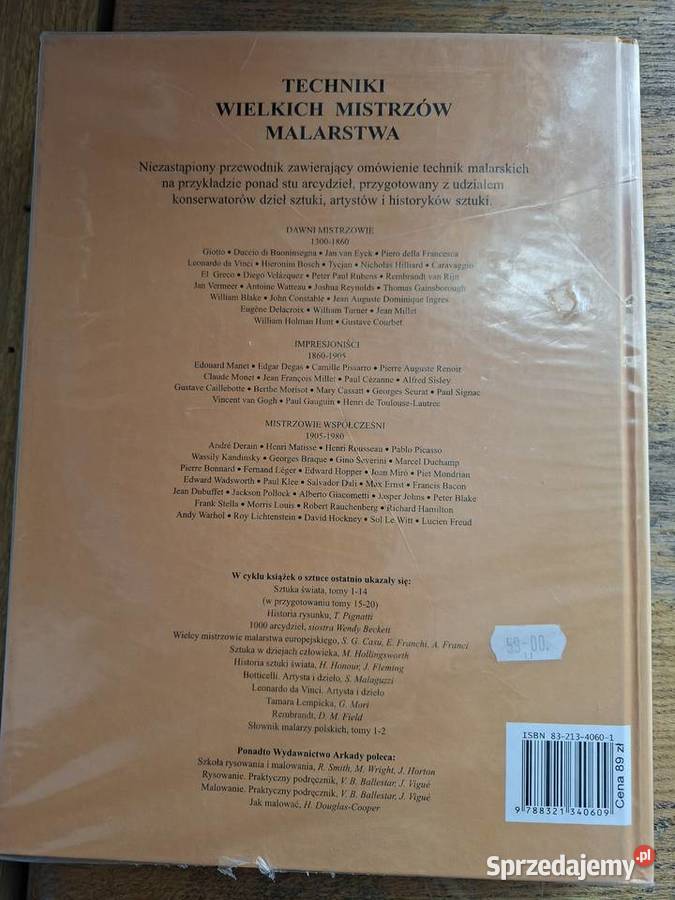 TECHNIKI
WIELKICH MISTRZÓW
MALARSTWA
Niezastąpiony przewodnik zawierający omówienie technik malarskich
na przykładzie ponad stu arcydzieł, przygotowany z udziałem
konserwatorów dzieł sztuki, artystów i historyków sztuki.
DAWNI MISTRZOWIE
1300-1860
Giotto • Duccio di Buoninsegna • Jan van Eyck • Piero della Francesca
Leonardo da Vinci • Hieronim Bosch • Tycjan • Nicholas Hilliard • Caravaggio
El Greco • Diego Velázquez • Peter Paul Rubens • Rembrandt van Rijn
Jan Vermeer • Antoine Watteau • Joshua Reynolds • Thomas Gainsborough
William Blake • John Constable • Jean Auguste Dominique Ingres
Eugène Delacroix • William Turner • Jean Millet
William Holman Hunt • Gustave Courbet
IMPRESJONIŚCI
1860-1905
Edouard Manet • Edgar Degas • Camille Pissarro • Pierre Auguste Renoir
Claude Monet • Jean François Millet • Paul Cézanne • Alfred Sisley
Gustave Caillebotte • Berthe Morisot • Mary Cassatt • Georges Seurat • Paul Signac
Vincent van Gogh • Paul Gauguin • Henri de Toulouse-Lautrec
MISTRZOWIE WSPÓŁCZEŚNI
1905-1980
André Derain • Henri Matisse • Henri Rousseau • Pablo Picasso
Wassily Kandinsky • Georges Braque • Gino Severini • Marcel Duchamp
Pierre Bonnard • Fernand Léger • Edward Hopper • Joan Miró • Piet Mondrian
Edward Wadsworth • Paul Klee • Salvador Dali • Max Ernst • Francis Bacon
Jean Dubuffet • Jackson Pollock • Alberto Giacometti • Jasper Johns • Peter Blake
Frank Stella • Morris Louis • Robert Rauchenberg • Richard Hamilton
Andy Warhol • Roy Lichtenstein • David Hockney • Sol Le Witt • Lucien Freud
W cyklu książek o sztuce ostatnio ukazały się:
Sztuka świata, tomy 1-14
(w przygotowaniu tomy 15-20)
Historia rysunku, T. Pignatti
1000 arcydzieł, siostra Wendy Beckett
Wielcy mistrzowie malarstwa europejskiego, S. G. Casu, E. Franchi, A. Franci
Sztuka w dziejach człowieka, M. Hollingsworth
Historia sztuki świata, H. Honour, J. Fleming
Botticelli. Artysta i dzieło, S. Malaguzzi
Leonardo da Vinci. Artysta i dzieło
Tamara Łempicka, G. Mori
Rembrandt, D. M. Field
Słownik malarzy polskich, tomy 1-2
Ponadto Wydawnictwo Arkady poleca:
Szkoła rysowania i malowania, R. Smith, M. Wright, J. Horton
Rysowanie. Praktyczny podręcznik, V. B. Ballestar, J. Vigué
Malowanie. Praktyczny podręcznik, V. B. Ballestar, J. Vigué
Jak malować, H. Douglas-Cooper
59-00.
ISBN 83-213-4060-1
9 788321 340609
Cena 89 zł
Sprzedajemy.pl